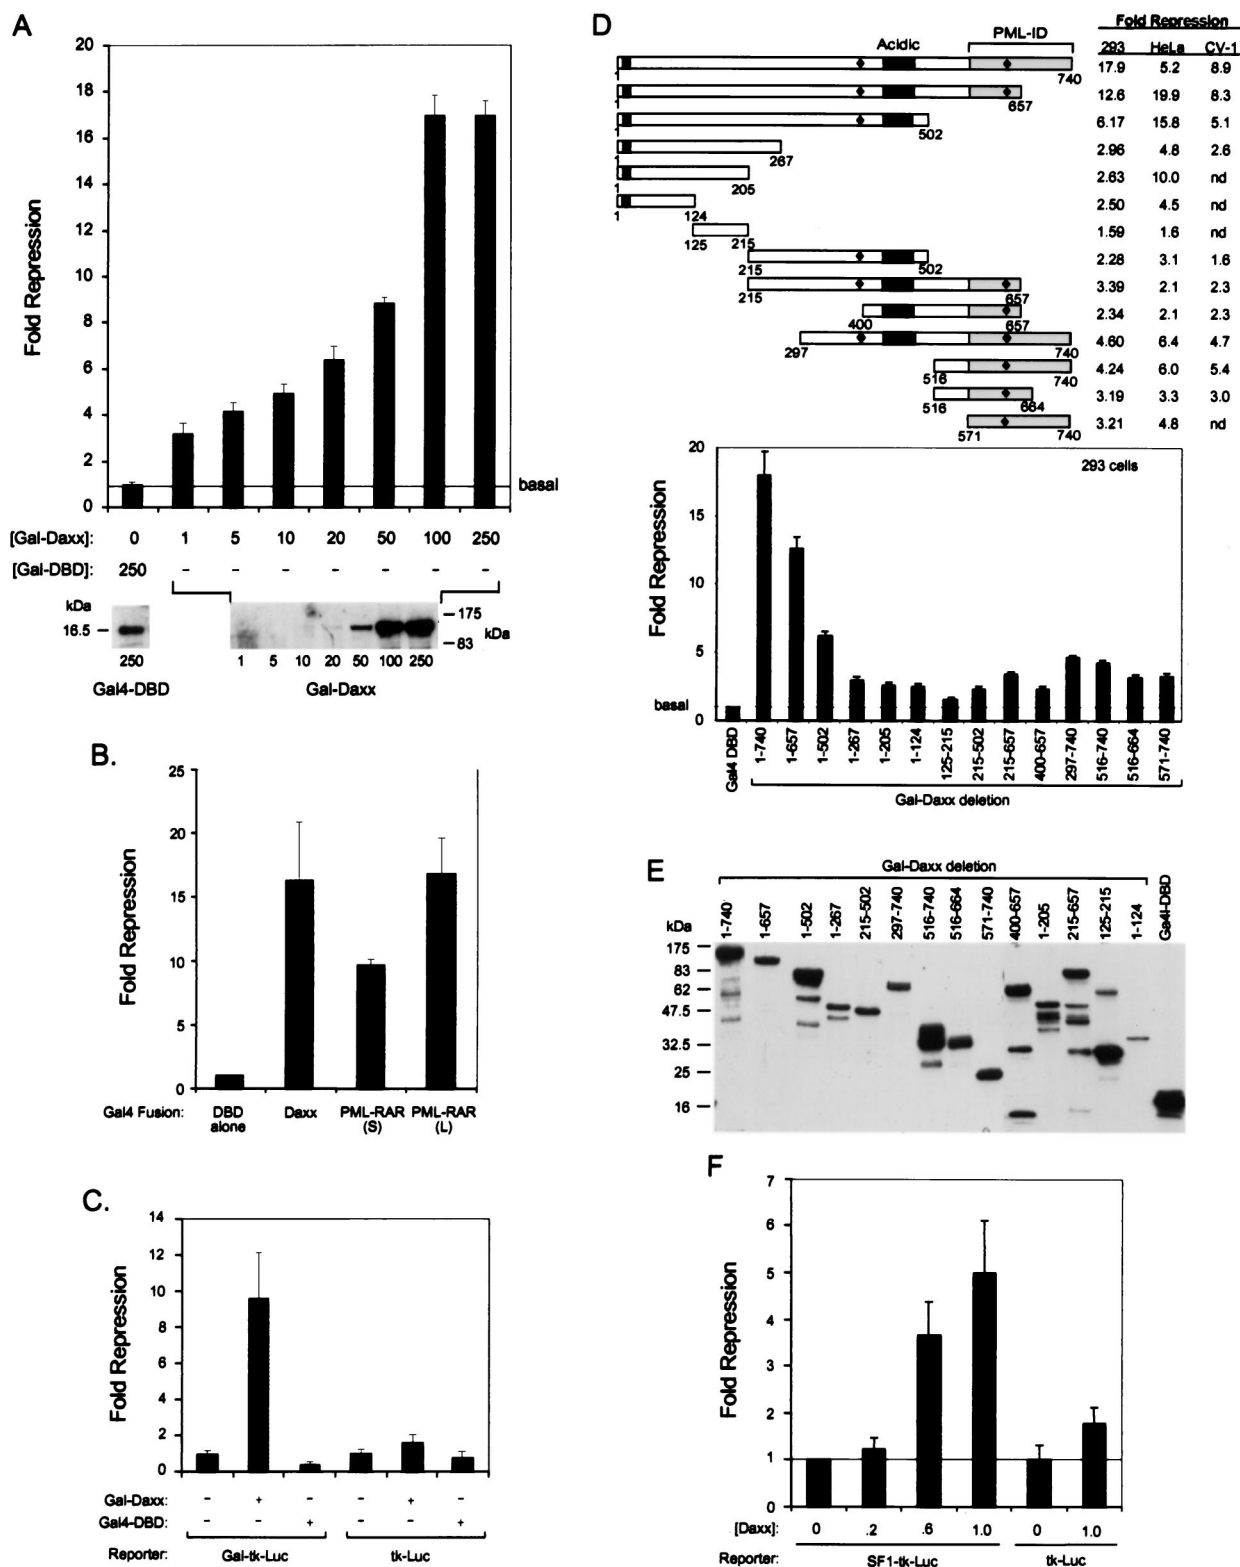 A
20
18
16
14
12
10
8
6
4
2
0
Fold Repression
basal
[Gal-Daxx]: 0 1 5 10 20 50 100 250
[Gal-DBD]: 250 – – – – – – –
kDa
16.5
250
Gal4-DBD
175
83
kDa
1 5 10 20 50 100 250
Gal-Daxx
B.
25
20
15
10
5
0
Fold Repression
Gal4 Fusion: DBD alone Daxx PML-RAR (S) PML-RAR (L)
C.
14
12
10
8
6
4
2
0
Fold Repression
Gal-Daxx: - + - - + -
Gal4-DBD: - - + - - +
Reporter: Gal-tk-Luc tk-Luc
D
Acidic
PML-ID
Fold Repression
293 HeLa CV-1
1 740 17.9 5.2 8.9
1 657 12.6 19.9 8.3
1 502 6.17 15.8 5.1
1 267 2.96 4.8 2.6
1 205 2.63 10.0 nd
1 124 2.50 4.5 nd
125 215 1.59 1.6 nd
215 502 2.28 3.1 1.6
215 657 3.39 2.1 2.3
400 657 2.34 2.1 2.3
297 740 4.60 6.4 4.7
516 740 4.24 6.0 5.4
516 664 3.19 3.3 3.0
571 740 3.21 4.8 nd
293 cells
20
15
10
5
0
basal
Fold Repression
Gal4 DBD
1-740
1-657
1-502
1-267
1-205
1-124
125-215
215-502
215-657
400-657
297-740
516-740
516-664
571-740
Gal-Daxx deletion
E
Gal-Daxx deletion
kDa
1-740
1-657
1-502
1-267
215-502
297-740
516-740
516-664
571-740
400-657
1-205
215-657
125-215
1-124
Ga4l-DBD
175
83
62
47.5
32.5
25
16
F
7
6
5
4
3
2
1
0
Fold Repression
[Daxx]: 0 .2 .6 1.0 0 1.0
Reporter: SF1-tk-Luc tk-Luc